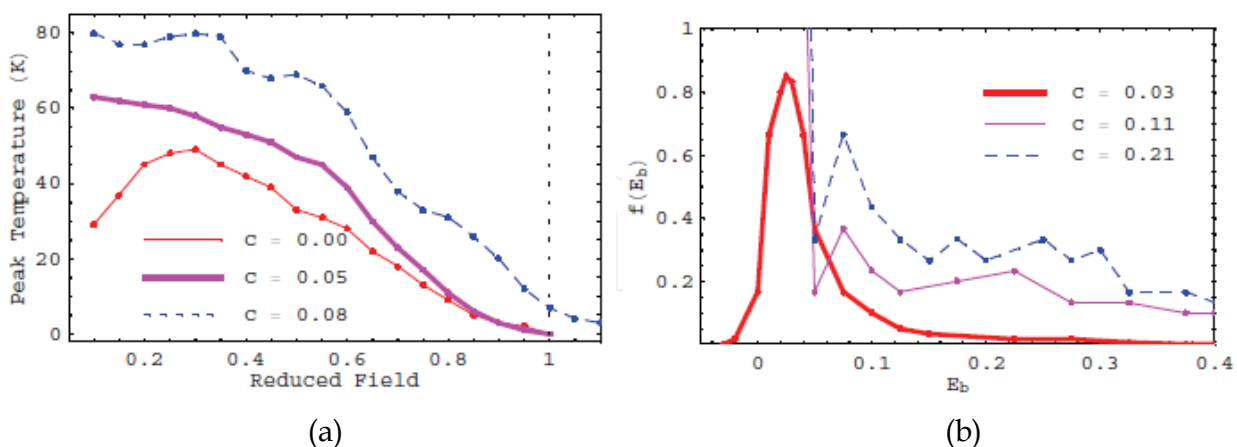 Peak Temperature (K)
80
60
40
20
0
C = 0.00
C = 0.05
C = 0.08
0.2
0.4
0.6
0.8
1
Reduced Field
(a)
f(E_b)
1
0.8
0.6
0.4
0.2
C = 0.03
C = 0.11
C = 0.21
0
0.1
0.2
0.3
0.4
E_b
(b)